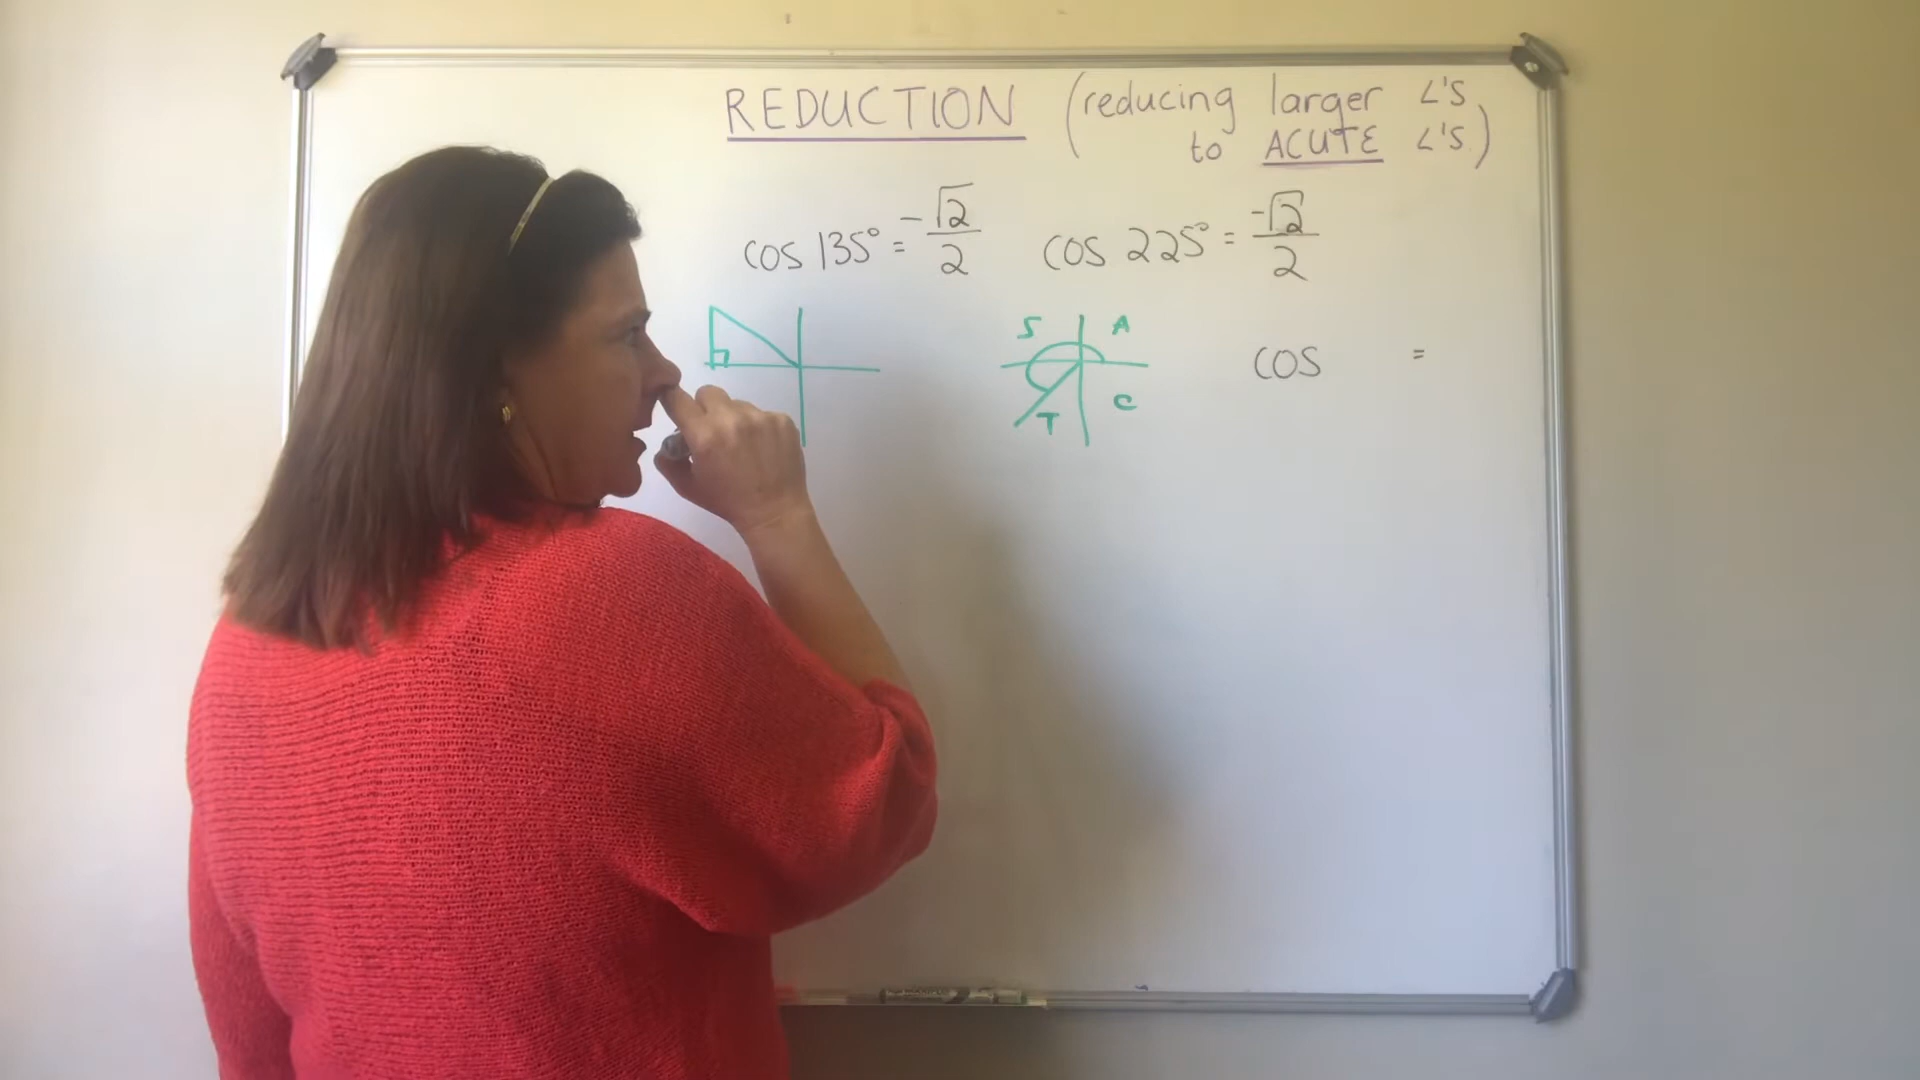 REDUCTION (reducing larger ∠'S
to ACUTE ∠'S.)
cos 135° = -√2/2 cos 225° = -√2/2
S A
cos =
T C